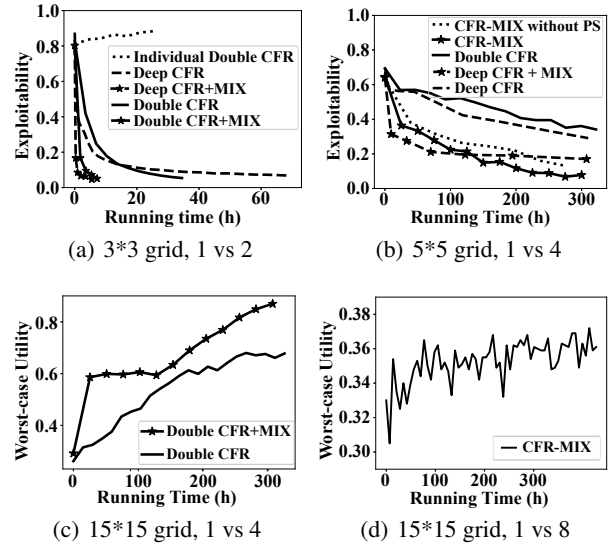 Exploitability
1.0
0.8
0.6
0.4
0.2
0.0
Individual Double CFR
Deep CFR
Deep CFR+MIX
Double CFR
Double CFR+MIX
0 20 40 60
Running time (h)
(a) 3*3 grid, 1 vs 2
Exploitability
1.0
0.8
0.6
0.4
0.2
0.0
CFR-MIX without PS
CFR-MIX
Double CFR
Deep CFR + MIX
Deep CFR
0 100 200 300
Running Time (h)
(b) 5*5 grid, 1 vs 4
Worst-case Utility
0.8
0.6
0.4
Double CFR+MIX
Double CFR
0 100 200 300
Running Time (h)
(c) 15*15 grid, 1 vs 4
Worst-case Utility
0.36
0.34
0.32
0.30
CFR-MIX
0 100 200 300
Running Time (h)
(d) 15*15 grid, 1 vs 8